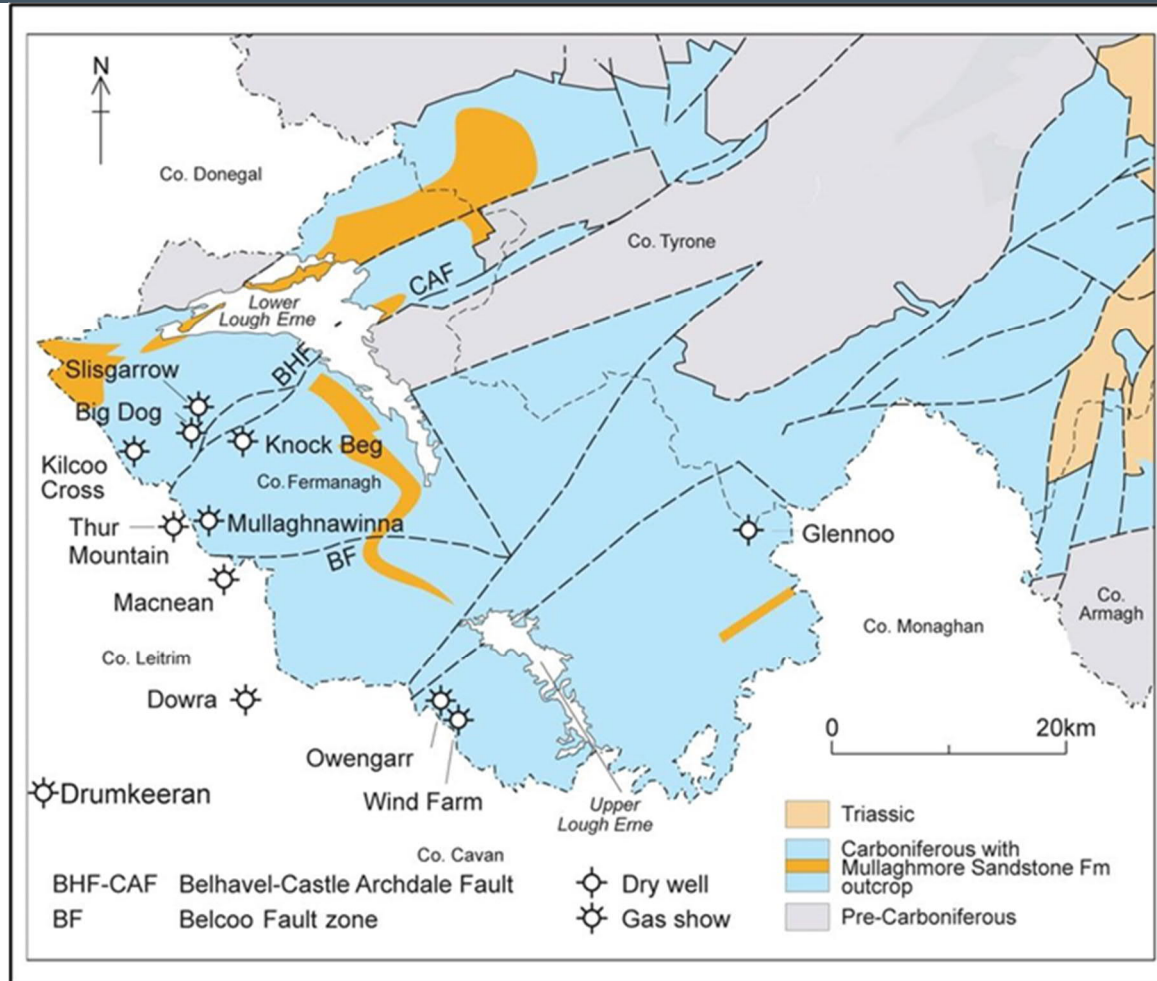 N
Co. Donegal
Co. Tyrone
CAF
Lower
Lough Erne
BHF
Slisgarrow
Big Dog
Knock Beg
Kilcoo
Cross
Co. Fermanagh
Thur
Mountain
Mullaghnawinna
Glennoo
BF
Macnean
Co.
Armagh
Co. Monaghan
Co. Leitrim
Dowra
0 20km
Owengarr
Drumkeeran
Wind Farm
Upper
Lough Erne
Co. Cavan
Triassic
Carboniferous with
Mullaghmore Sandstone Fm
outcrop
Pre-Carboniferous
BHF-CAF Belhavel-Castle Archdale Fault
BF Belcoo Fault zone
Dry well
Gas show